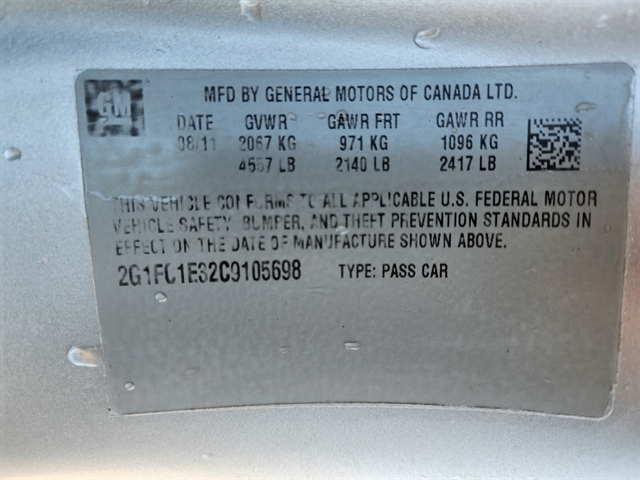 GM
MFD BY GENERAL MOTORS OF CANADA LTD.
DATE GVWR GAWR FRT GAWR RR
08/11 2067 KG 971 KG 1096 KG
4557 LB 2140 LB 2417 LB
THIS VEHICLE CONFORMS TO ALL APPLICABLE U.S. FEDERAL MOTOR
VEHICLE SAFETY, BUMPER, AND THEFT PREVENTION STANDARDS IN
EFFECT ON THE DATE OF MANUFACTURE SHOWN ABOVE.
2G1FC1E32C9105698 TYPE: PASS CAR